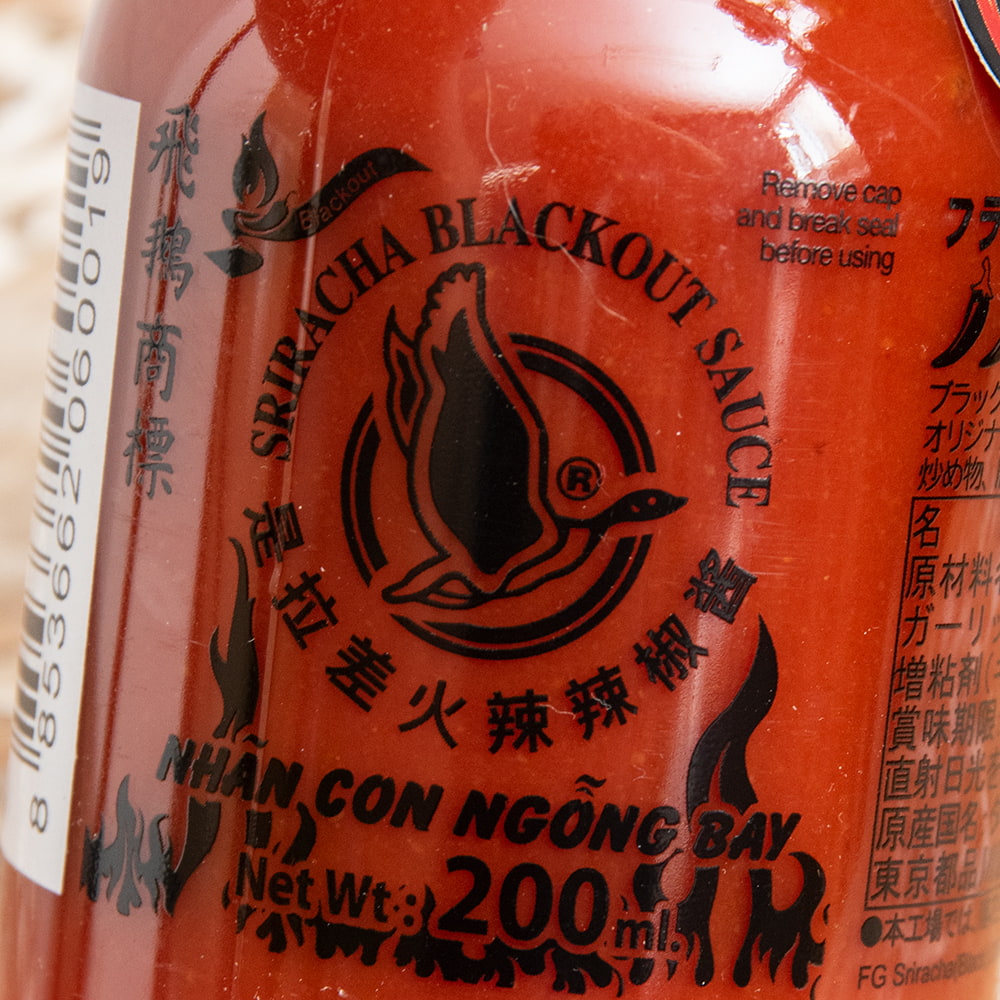 8853662060019
飛鵝商標
Blackout
SRIRACHA BLACKOUT SAUCE
®
是拉差火辣辣椒醬
NHÃN CON NGỖNG BAY
Net Wt: 200 ml.
Remove cap
and break seal
before using
フラ
ブラック
オリジナ
炒め物、
名
原材料名
ガーリッ
増粘剤(
賞味期限
直射日光
原産国名
東京都品
●本工場では、
FG Sriracha(Blac